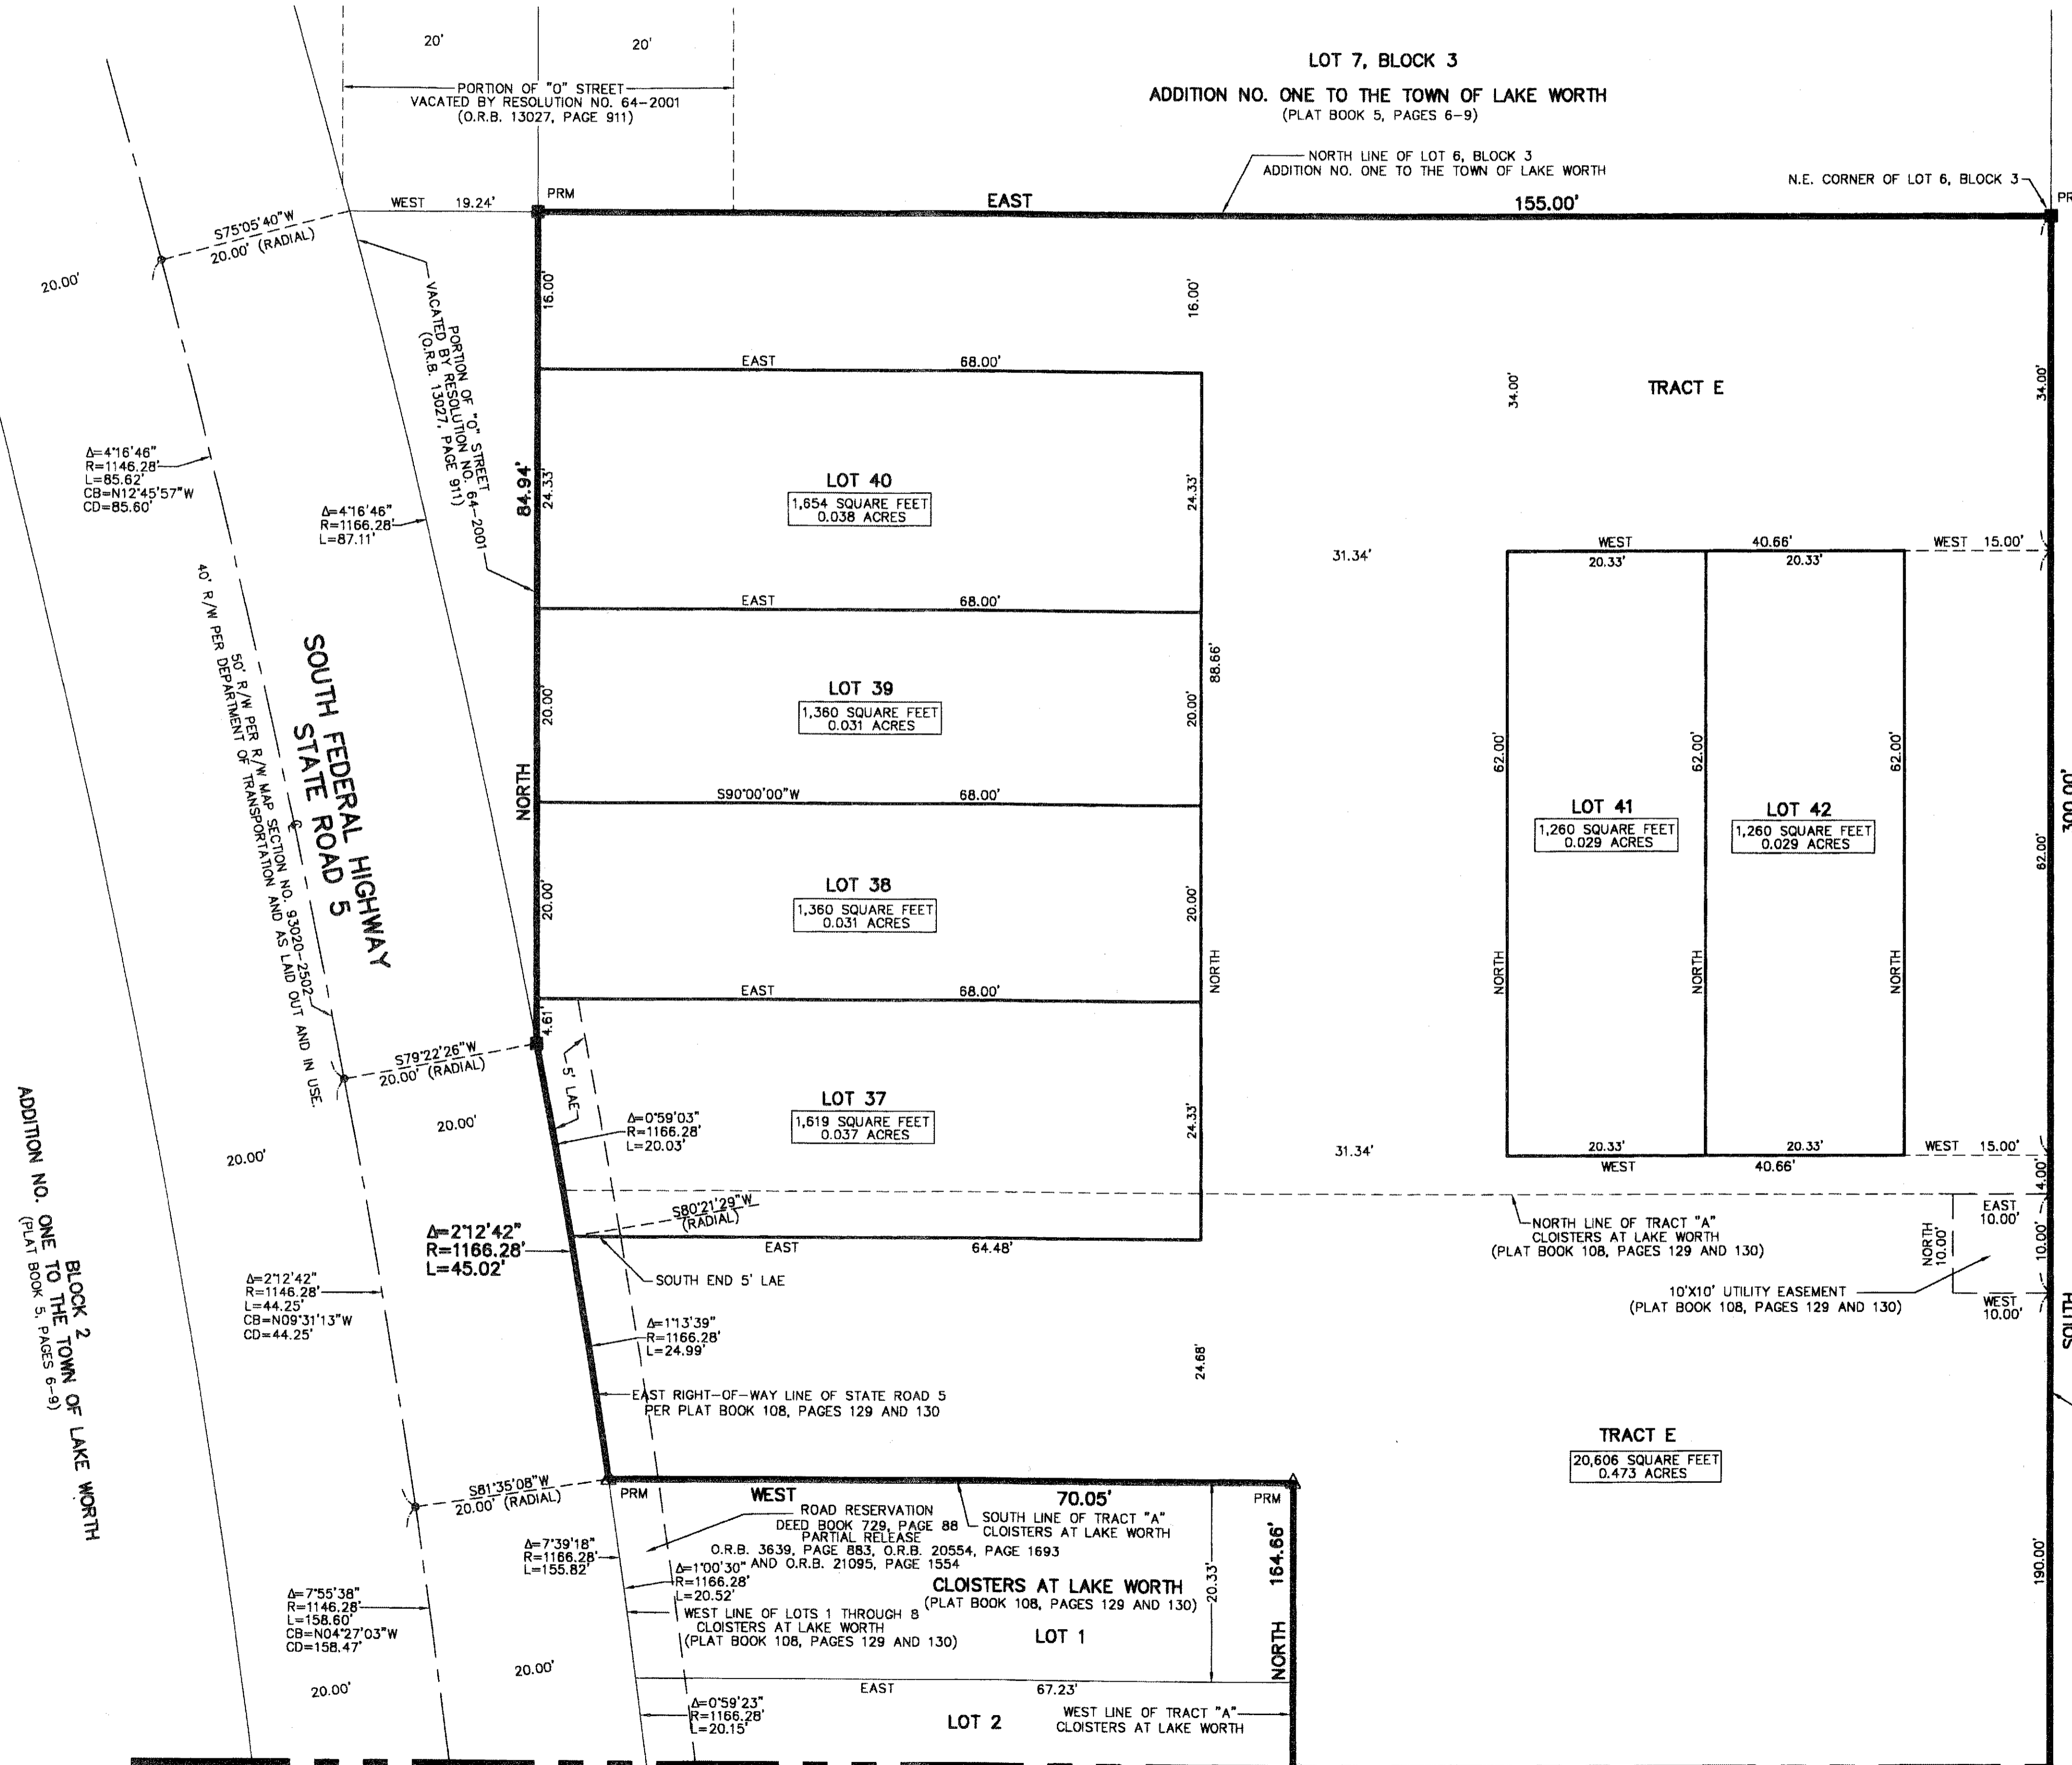 20'
20'
PORTION OF "O" STREET
VACATED BY RESOLUTION NO. 64-2001
(O.R.B. 13027, PAGE 911)
LOT 7, BLOCK 3
ADDITION NO. ONE TO THE TOWN OF LAKE WORTH
(PLAT BOOK 5, PAGES 6-9)
NORTH LINE OF LOT 6, BLOCK 3
ADDITION NO. ONE TO THE TOWN OF LAKE WORTH
N.E. CORNER OF LOT 6, BLOCK 3
WEST 19.24'
PRM
EAST 155.00'
S75°05'40"W
20.00' (RADIAL)
20.00'
16.00'
16.00'
PORTION OF "O" STREET
VACATED BY RESOLUTION NO. 64-2001
(O.R.B. 13027, PAGE 911)
EAST 68.00'
34.00'
TRACT E
34.00'
Δ=4°16'46"
R=1146.28'
L=85.62'
CB=N12°45'57"W
CD=85.60'
Δ=4°16'46"
R=1166.28'
L=87.11'
84.94'
24.33'
LOT 40
1,654 SQUARE FEET
0.038 ACRES
24.33'
31.34'
WEST 40.66'
WEST 15.00'
20.33'
20.33'
EAST 68.00'
SOUTH FEDERAL HIGHWAY
STATE ROAD 5
50' R/W PER R/W MAP SECTION NO. 93020-2502
40' R/W PER DEPARTMENT OF TRANSPORTATION AND AS LAID OUT AND IN USE.
88.66'
LOT 39
1,360 SQUARE FEET
0.031 ACRES
20.00'
20.00'
NORTH
S90°00'00"W 68.00'
62.00'
62.00'
62.00'
LOT 41
1,260 SQUARE FEET
0.029 ACRES
LOT 42
1,260 SQUARE FEET
0.029 ACRES
300.00'
62.00'
LOT 38
1,360 SQUARE FEET
0.031 ACRES
20.00'
20.00'
NORTH
NORTH
NORTH
NORTH
EAST 68.00'
4.61'
S79°22'26"W
20.00' (RADIAL)
5' LAE
LOT 37
1,619 SQUARE FEET
0.037 ACRES
24.33'
20.00'
Δ=0°59'03"
R=1166.28'
L=20.03'
20.00'
31.34'
20.33'
20.33'
WEST 40.66'
WEST 15.00'
4.00'
S80°21'29"W
(RADIAL)
EAST 64.48'
SOUTH END 5' LAE
NORTH LINE OF TRACT "A"
CLOISTERS AT LAKE WORTH
(PLAT BOOK 108, PAGES 129 AND 130)
NORTH
10.00'
EAST
10.00'
10.00'
WEST
10.00'
10'X10' UTILITY EASEMENT
(PLAT BOOK 108, PAGES 129 AND 130)
SOUTH
Δ=2°12'42"
R=1166.28'
L=45.02'
BLOCK 2
ADDITION NO. ONE TO THE TOWN OF LAKE WORTH
(PLAT BOOK 5, PAGES 6-9)
Δ=2°12'42"
R=1146.28'
L=44.25'
CB=N09°31'13"W
CD=44.25'
Δ=1°13'39"
R=1166.28'
L=24.99'
24.68'
EAST RIGHT-OF-WAY LINE OF STATE ROAD 5
PER PLAT BOOK 108, PAGES 129 AND 130
TRACT E
20,606 SQUARE FEET
0.473 ACRES
S81°35'08"W
20.00' (RADIAL)
PRM
WEST 70.05'
PRM
ROAD RESERVATION
DEED BOOK 729, PAGE 88
PARTIAL RELEASE
O.R.B. 3639, PAGE 883, O.R.B. 20554, PAGE 1693
AND O.R.B. 21095, PAGE 1554
SOUTH LINE OF TRACT "A"
CLOISTERS AT LAKE WORTH
Δ=7°39'18"
R=1166.28'
L=155.82'
Δ=1°00'30"
R=1166.28'
L=20.52'
CLOISTERS AT LAKE WORTH
(PLAT BOOK 108, PAGES 129 AND 130)
20.33'
164.66'
190.00'
Δ=7°55'38"
R=1146.28'
L=158.60'
CB=N04°27'03"W
CD=158.47'
WEST LINE OF LOTS 1 THROUGH 8
CLOISTERS AT LAKE WORTH
(PLAT BOOK 108, PAGES 129 AND 130)
LOT 1
NORTH
20.00'
20.00'
EAST 67.23'
Δ=0°59'23"
R=1166.28'
L=20.15'
LOT 2
WEST LINE OF TRACT "A"
CLOISTERS AT LAKE WORTH